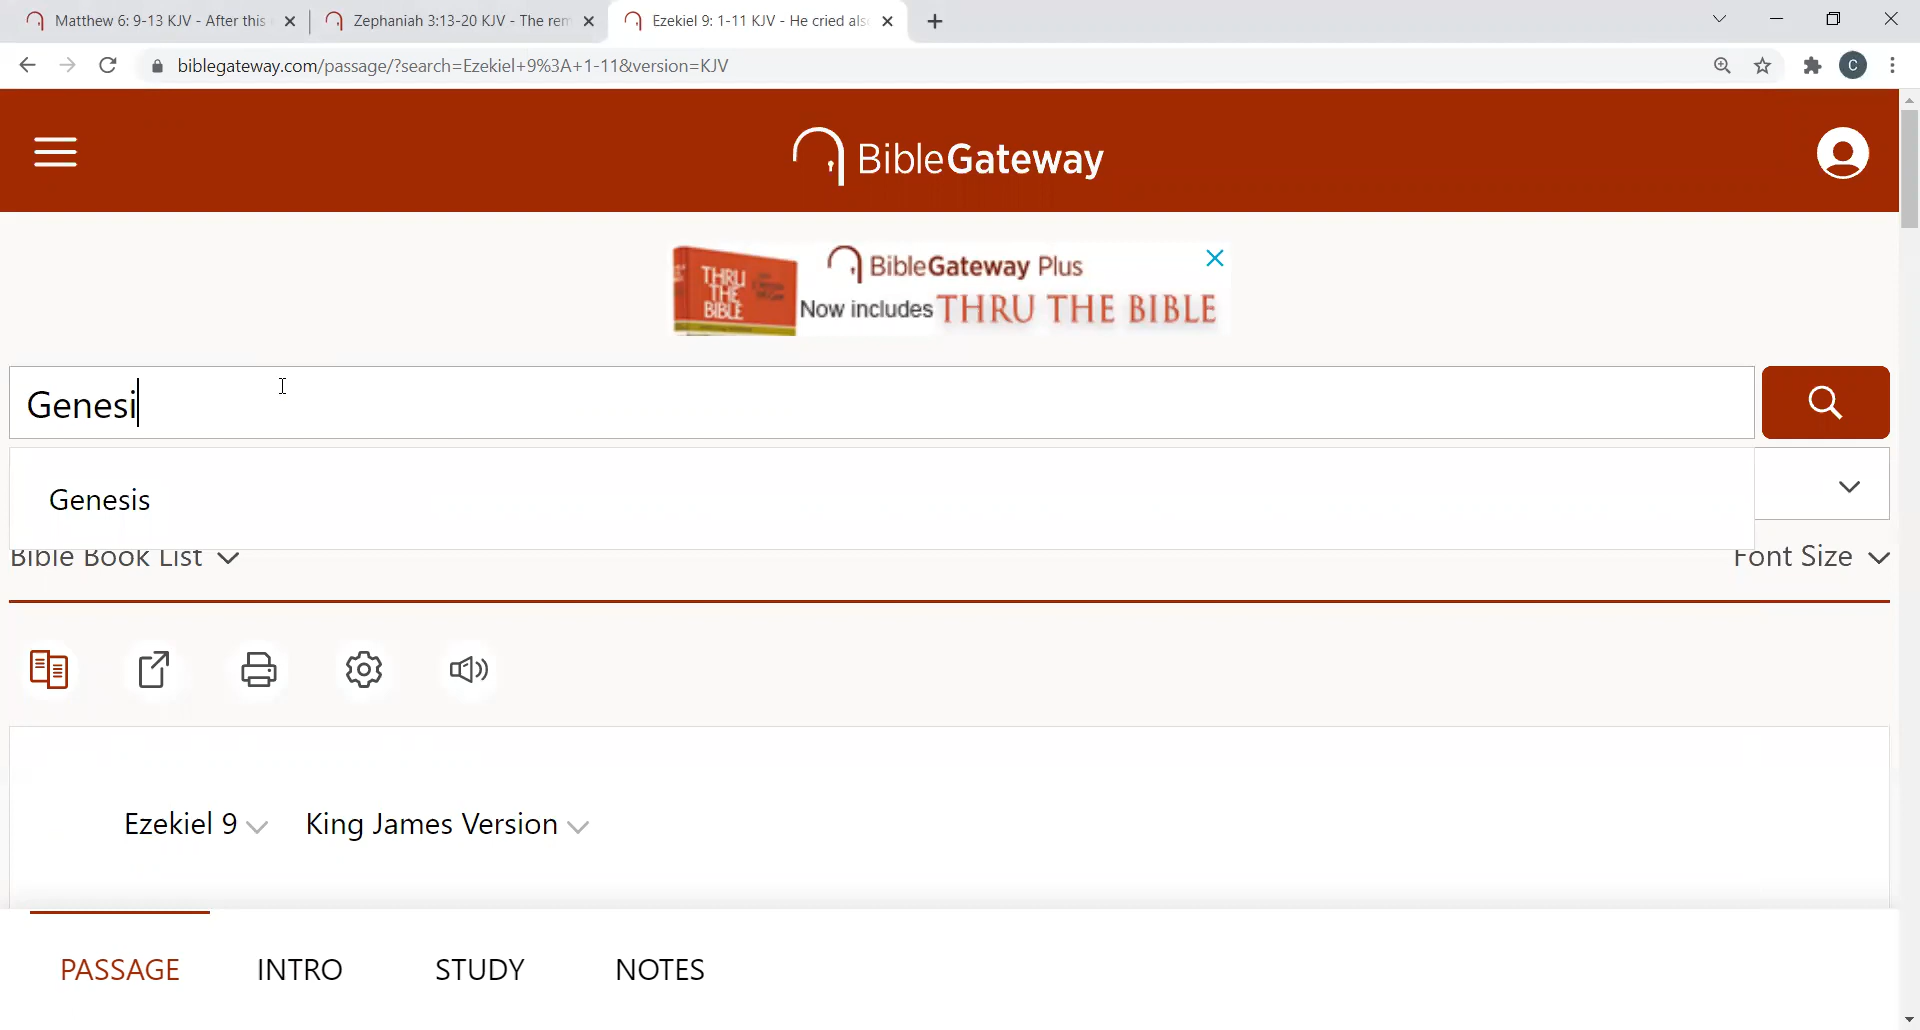 Matthew 6: 9-13 KJV - After this
Zephaniah 3:13-20 KJV - The rem
Ezekiel 9: 1-11 KJV - He cried als
biblegateway.com/passage/?search=Ezekiel+9%3A+1-11&version=KJV
C
BibleGateway
THRU THE BIBLE
BibleGateway Plus
Now includes THRU THE BIBLE
Genesi
Genesis
Bible Book List
Font Size
Ezekiel 9
King James Version
PASSAGE
INTRO
STUDY
NOTES